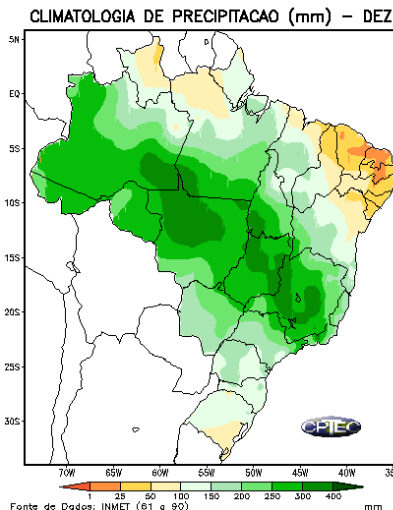 CLIMATOLOGIA DE PRECIPITACAO (mm) – DEZ
5N
EQ
5S
10S
15S
20S
25S
30S
CPTEC
70W 65W 60W 55W 50W 45W 40W 35
1 25 50 100 150 200 250 300 400
Fonte de Dados: INMET (61 a 90) mm